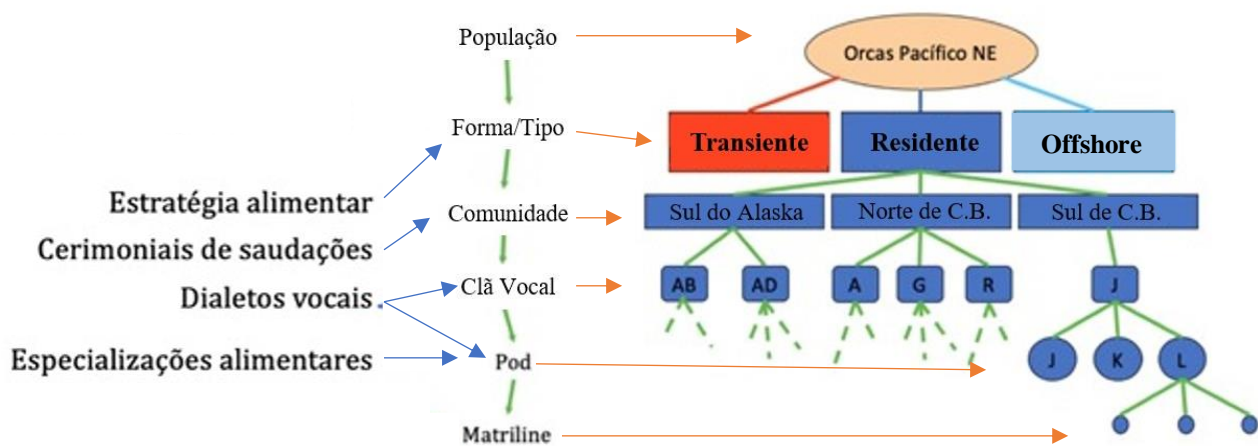 População
Orcas Pacífico NE
Forma/Tipo
Transiente
Residente
Offshore
Estratégia alimentar
Comunidade
Sul do Alaska
Norte de C.B.
Sul de C.B.
Cerimoniais de saudações
Dialetos vocais
Clã Vocal
AB
AD
A
G
R
J
Especializações alimentares
Pod
J
K
L
Matriline